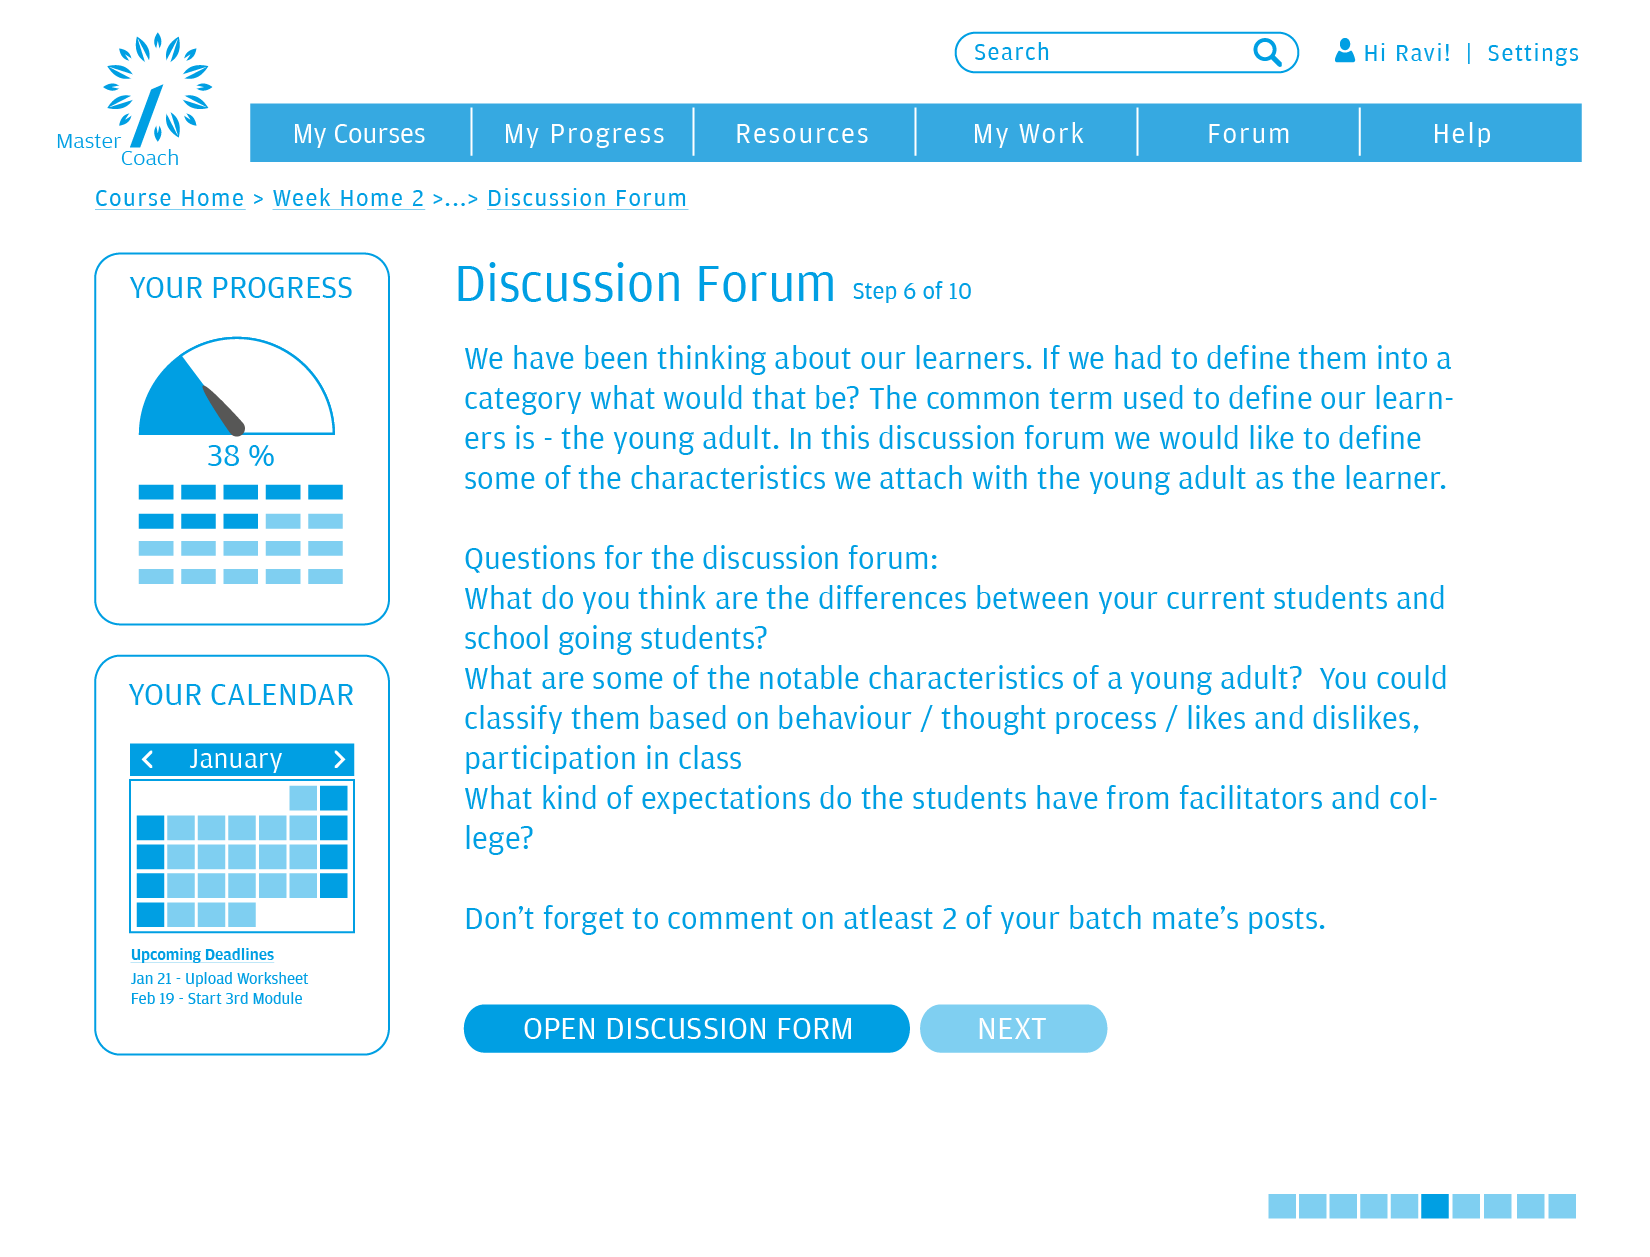 Master
Coach
Search
Hi Ravi! | Settings
My Courses
My Progress
Resources
My Work
Forum
Help
Course Home > Week Home 2 >...> Discussion Forum
YOUR PROGRESS
38 %
YOUR CALENDAR
< January >
Upcoming Deadlines
Jan 21 - Upload Worksheet
Feb 19 - Start 3rd Module
Discussion Forum Step 6 of 10
We have been thinking about our learners. If we had to define them into a
category what would that be? The common term used to define our learn-
ers is - the young adult. In this discussion forum we would like to define
some of the characteristics we attach with the young adult as the learner.
Questions for the discussion forum:
What do you think are the differences between your current students and
school going students?
What are some of the notable characteristics of a young adult?  You could
classify them based on behaviour / thought process / likes and dislikes,
participation in class
What kind of expectations do the students have from facilitators and col-
lege?
Don’t forget to comment on atleast 2 of your batch mate’s posts.
OPEN DISCUSSION FORM
NEXT